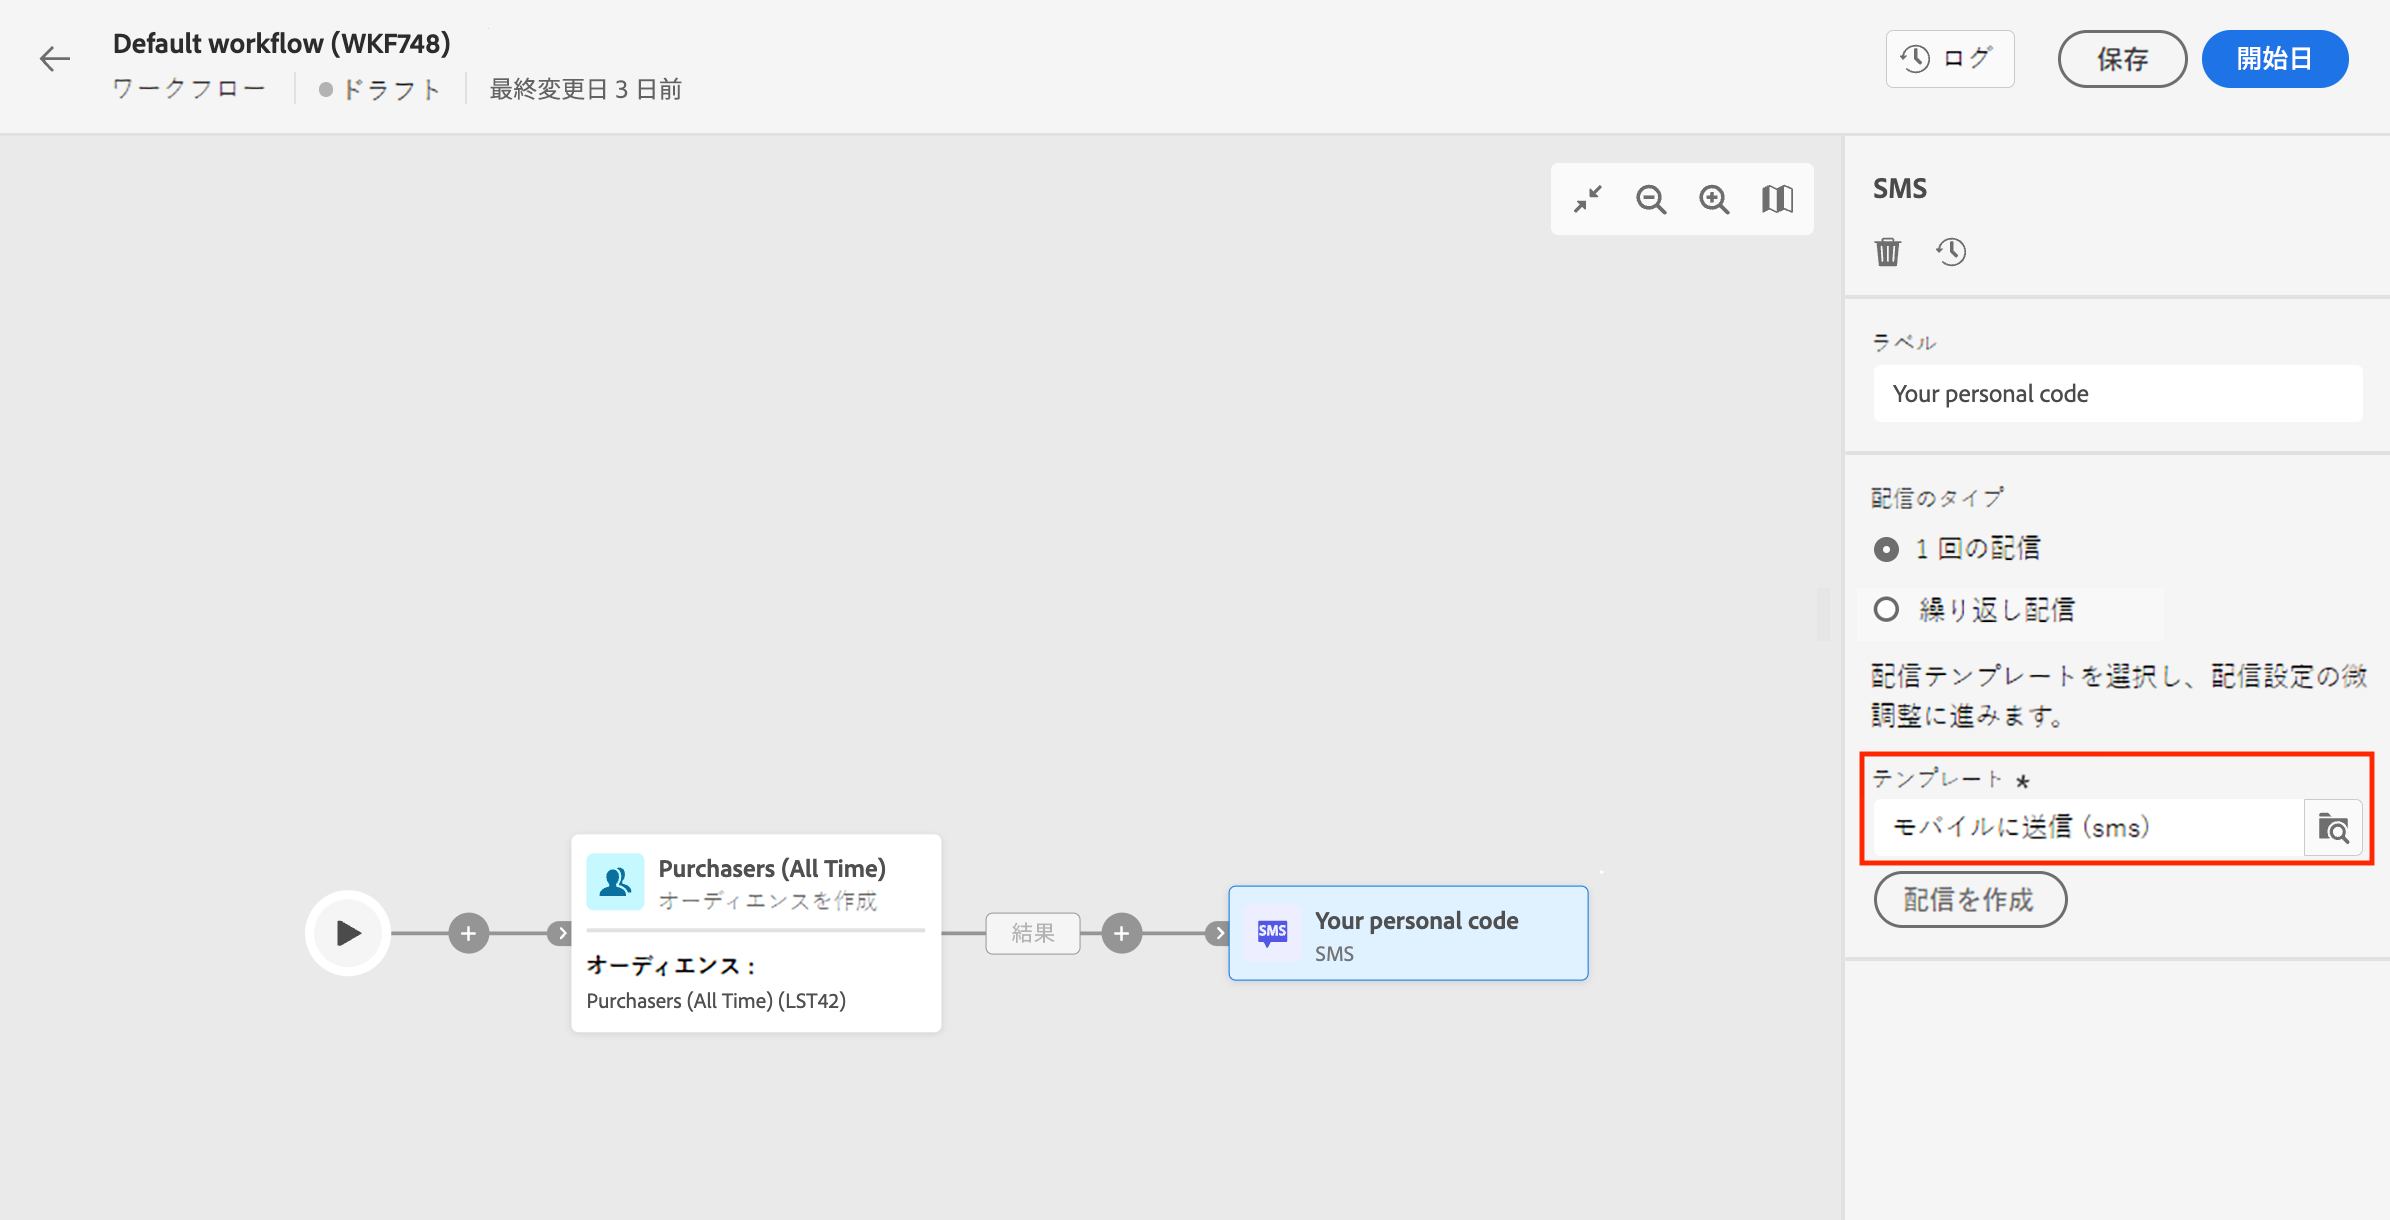 Default workflow (WKF748)
ワークフロー
ドラフト
最終変更日 3 日前
ログ
保存
開始日
SMS
ラベル
Your personal code
配信のタイプ
1 回の配信
繰り返し配信
配信テンプレートを選択し、配信設定の微
調整に進みます。
テンプレート *
モバイルに送信 (sms)
配信を作成
Purchasers (All Time)
オーディエンスを作成
オーディエンス :
Purchasers (All Time) (LST42)
結果
SMS
Your personal code
SMS